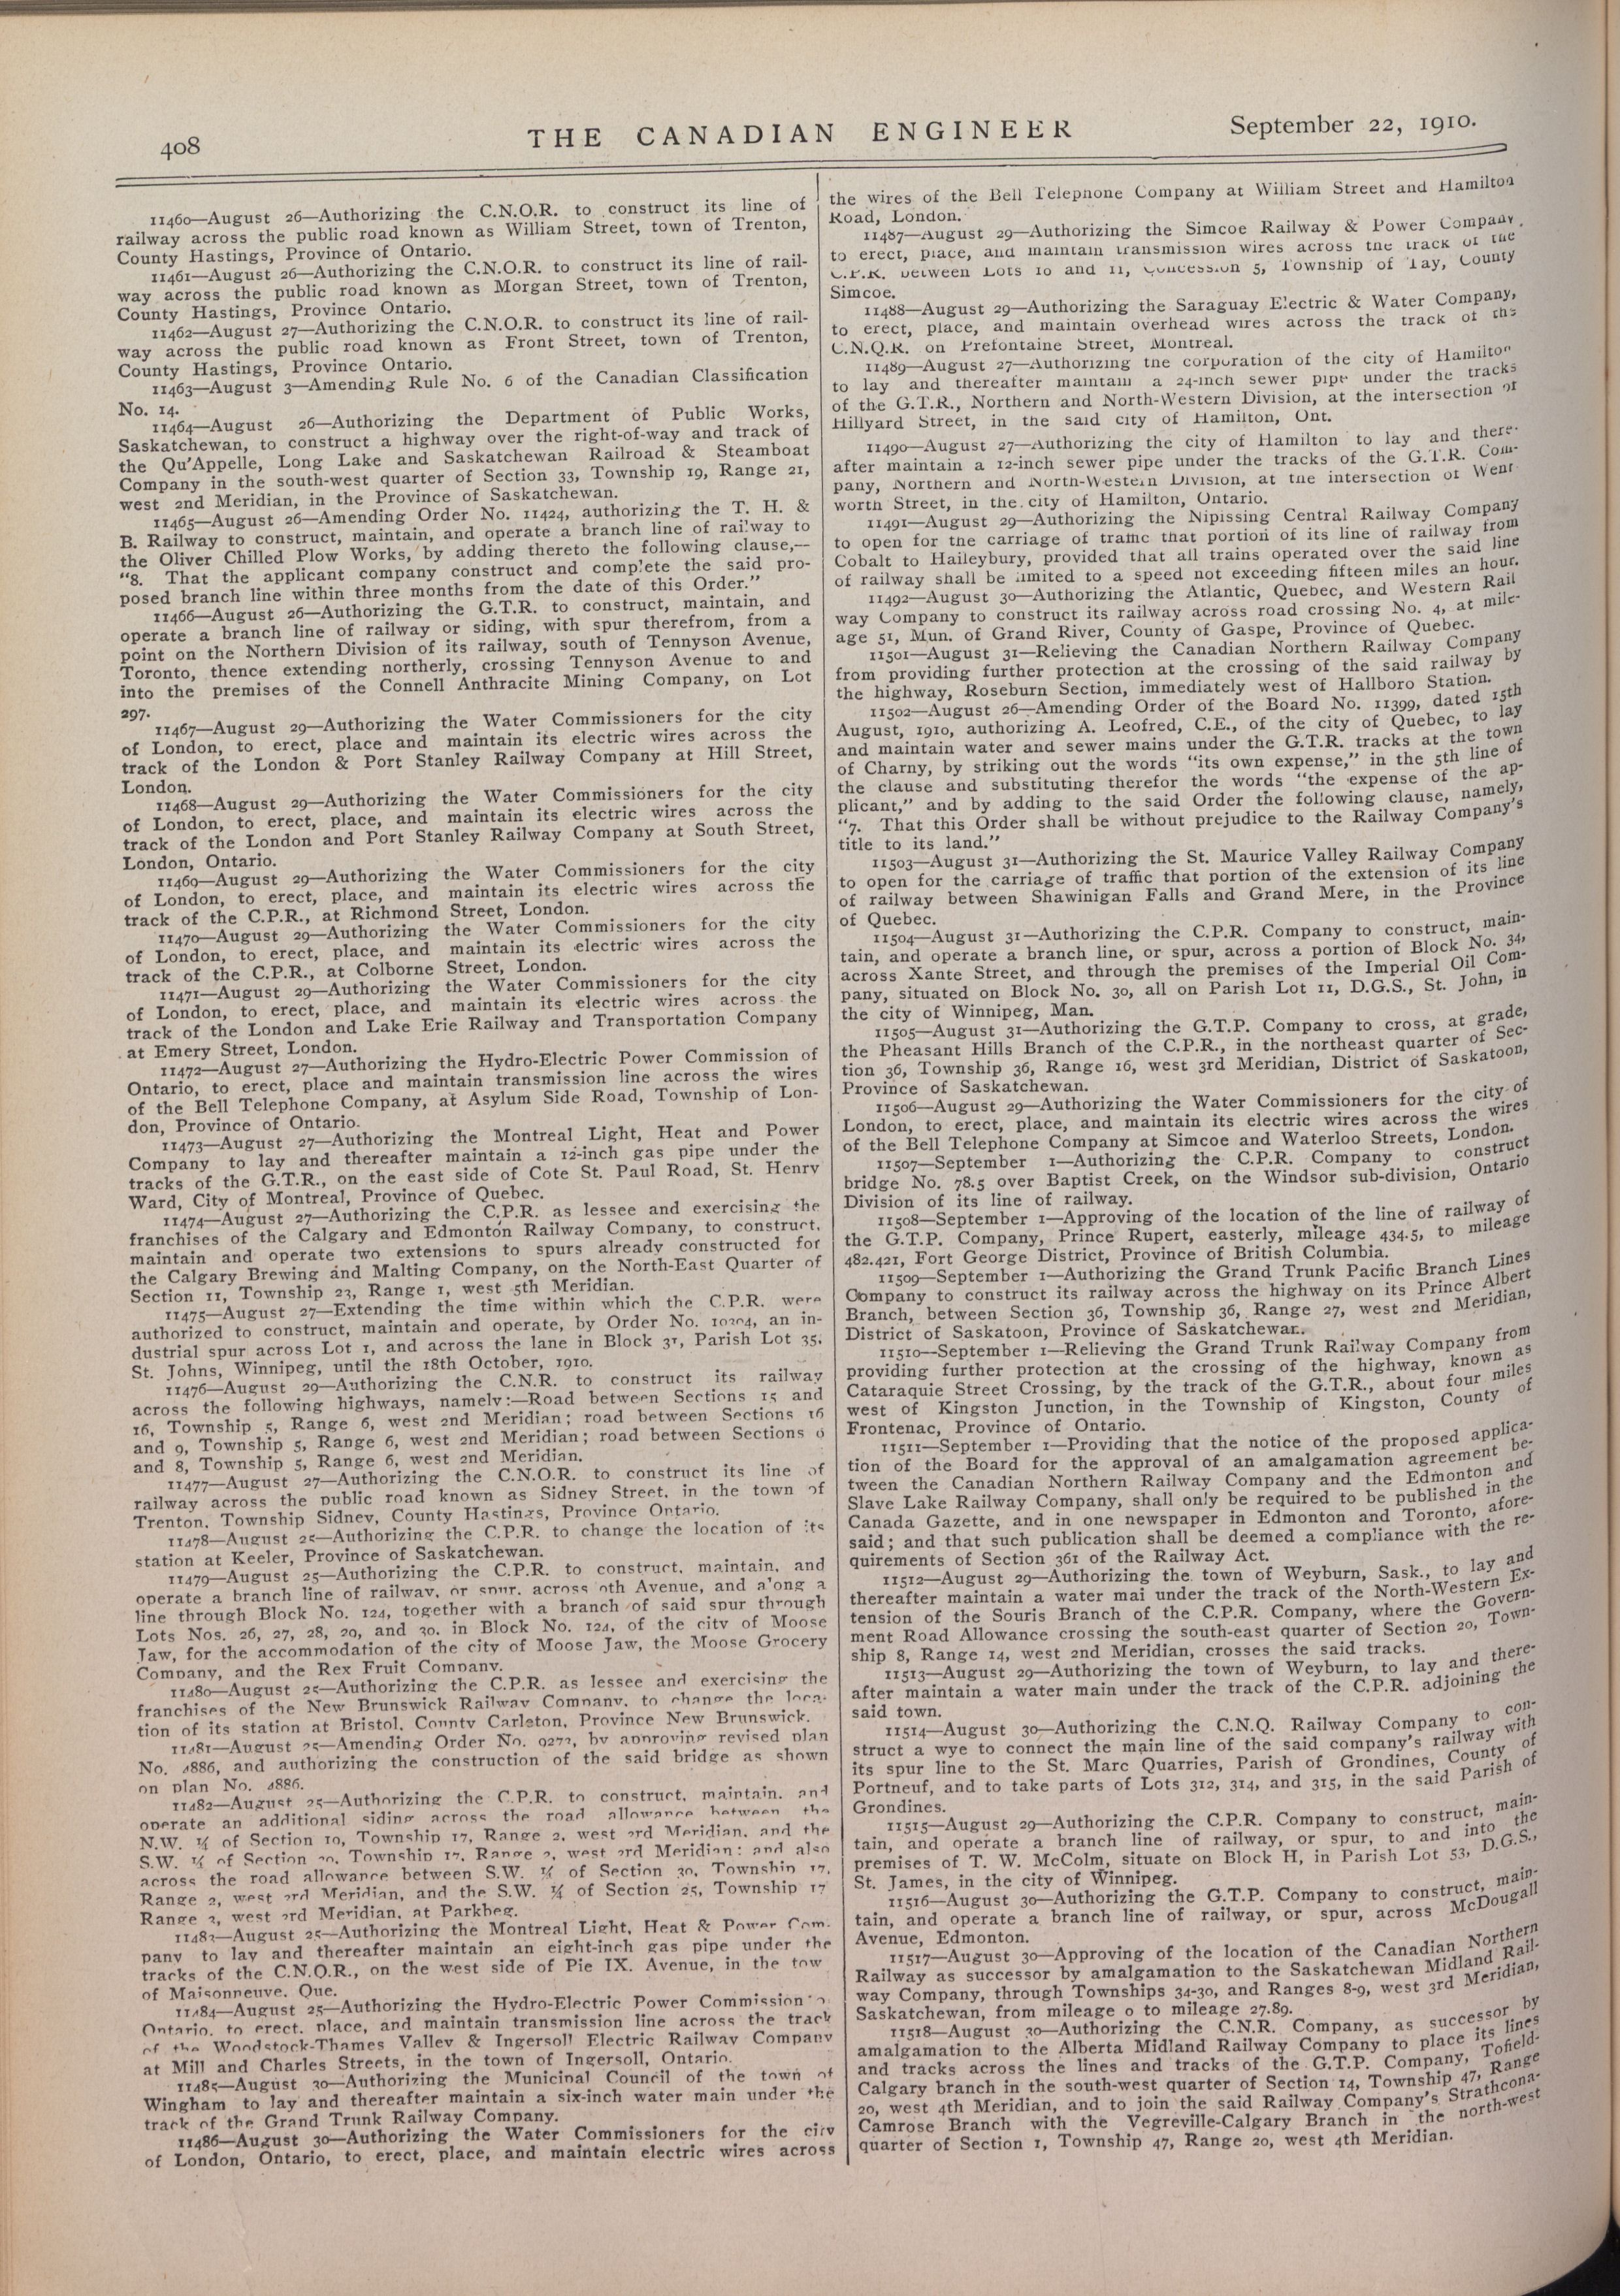 408
THE CANADIAN ENGINEER
September 22, 1910.
11460—August 26—Authorizing the C.N.O.R. to construct its line of
railway across the public road known as William Street, town of Trenton,
County Hastings, Province of Ontario.
11461—August 26—Authorizing the C.N.O.R. to construct its line of rail-
way across the public road known as Morgan Street, town of Trenton,
County Hastings, Province Ontario.
11462—August 27—Authorizing the C.N.O.R. to construct its line of rail-
way across the public road known as Front Street, town of Trenton,
County Hastings, Province Ontario.
11463—August 3—Amending Rule No. 6 of the Canadian Classification
No. 14.
11464—August 26—Authorizing the Department of Public Works,
Saskatchewan, to construct a highway over the right-of-way and track of
the Qu'Appelle, Long Lake and Saskatchewan Railroad & Steamboat
Company in the south-west quarter of Section 33, Township 19, Range 21,
west 2nd Meridian, in the Province of Saskatchewan.
11465—August 26—Amending Order No. 11424, authorizing the T. H. &
B. Railway to construct, maintain, and operate a branch line of railway to
the Oliver Chilled Plow Works, by adding thereto the following clause,—
"8. That the applicant company construct and complete the said pro-
posed branch line within three months from the date of this Order."
11466—August 26—Authorizing the G.T.R. to construct, maintain, and
operate a branch line of railway or siding, with spur therefrom, from a
point on the Northern Division of its railway, south of Tennyson Avenue,
Toronto, thence extending northerly, crossing Tennyson Avenue to and
into the premises of the Connell Anthracite Mining Company, on Lot
297.
11467—August 29—Authorizing the Water Commissioners for the city
of London, to erect, place and maintain its electric wires across the
track of the London & Port Stanley Railway Company at Hill Street,
London.
11468—August 29—Authorizing the Water Commissioners for the city
of London, to erect, place, and maintain its electric wires across the
track of the London and Port Stanley Railway Company at South Street,
London, Ontario.
11469—August 29—Authorizing the Water Commissioners for the city
of London, to erect, place, and maintain its electric wires across the
track of the C.P.R., at Richmond Street, London.
11470—August 29—Authorizing the Water Commissioners for the city
of London, to erect, place, and maintain its electric wires across the
track of the C.P.R., at Colborne Street, London.
11471—August 29—Authorizing the Water Commissioners for the city
of London, to erect, place, and maintain its electric wires across the
track of the London and Lake Erie Railway and Transportation Company
at Emery Street, London.
11472—August 27—Authorizing the Hydro-Electric Power Commission of
Ontario, to erect, place and maintain transmission line across the wires
of the Bell Telephone Company, at Asylum Side Road, Township of Lon-
don, Province of Ontario.
11473—August 27—Authorizing the Montreal Light, Heat and Power
Company to lay and thereafter maintain a 12-inch gas pipe under the
tracks of the G.T.R., on the east side of Cote St. Paul Road, St. Henry
Ward, City of Montreal, Province of Quebec.
11474—August 27—Authorizing the C.P.R. as lessee and exercising the
franchises of the Calgary and Edmonton Railway Company, to construct,
maintain and operate two extensions to spurs already constructed for
the Calgary Brewing and Malting Company, on the North-East Quarter of
Section 11, Township 23, Range 1, west 5th Meridian.
11475—August 27—Extending the time within which the C.P.R. were
authorized to construct, maintain and operate, by Order No. 10304, an in-
dustrial spur across Lot 1, and across the lane in Block 31, Parish Lot 35,
St. Johns, Winnipeg, until the 18th October, 1910.
11476—August 29—Authorizing the C.N.R. to construct its railway
across the following highways, namely:—Road between Sections 15 and
16, Township 5, Range 6, west 2nd Meridian; road between Sections 16
and 9, Township 5, Range 6, west 2nd Meridian; road between Sections
and 8, Township 5, Range 6, west 2nd Meridian.
11477—August 27—Authorizing the C.N.O.R. to construct its line of
railway across the public road known as Sidney Street, in the town of
Trenton, Township Sidney, County Hastings, Province Ontario.
11478—August 25—Authorizing the C.P.R. to change the location of its
station at Keeler, Province of Saskatchewan.
11479—August 25—Authorizing the C.P.R. to construct, maintain, and
operate a branch line of railway, or spur, across 9th Avenue, and along a
line through Block No. 124, together with a branch of said spur through
Lots Nos. 26, 27, 28, 29, and 30, in Block No. 124, of the city of Moose
Jaw, for the accommodation of the city of Moose Jaw, the Moose Grocery
Company, and the Rex Fruit Company.
11480—August 25—Authorizing the C.P.R. as lessee and exercising the
franchises of the New Brunswick Railway Company, to change the loca-
tion of its station at Bristol, County Carleton, Province New Brunswick.
11481—August 25—Amending Order No. by approving revised plan
No. 4886, and authorizing the construction of the said bridge as shown
on plan No. 4886.
11482—August 25—Authorizing the C.P.R. to construct, maintain, and
operate an additional siding across the road allowance between the
N.W. ¼ of Section 19, Township 17, Range 2, west 3rd Meridian, and the
S.W. ¼ of Section 30, Township 17, Range 2, west 3rd Meridian; and also
across the road allowance between S.W. ¼ of Section 30, Township 17,
Range 2, west 3rd Meridian, and the S.W. ¼ of Section 25, Township 17
Range 3, west 3rd Meridian, at Parkbeg.
11483—August 25—Authorizing the Montreal Light, Heat & Power Com-
pany to lay and thereafter maintain an eight-inch gas pipe under the
tracks of the C.N.Q.R., on the west side of Pie IX. Avenue, in the tow
of Maisonneuve, Que.
11484—August 25—Authorizing the Hydro-Electric Power Commission
Ontario, to erect, place, and maintain transmission line across the track
of the Woodstock-Thames Valley & Ingersoll Electric Railway Company
at Mill and Charles Streets, in the town of Ingersoll, Ontario.
11485—August 30—Authorizing the Municipal Council of the town of
Wingham to lay and thereafter maintain a six-inch water main under the
track of the Grand Trunk Railway Company.
11486—August 30—Authorizing the Water Commissioners for the city
of London, Ontario, to erect, place, and maintain electric wires across
the wires of the Bell Telephone Company at William Street and Hamilton
Road, London.
11487—August 29—Authorizing the Simcoe Railway & Power Company,
to erect, place, and maintain transmission wires across the track of the
C.P.R. between Lots 10 and 11, Concession 5, Township of Tay, County
Simcoe.
11488—August 29—Authorizing the Saraguay Electric & Water Company,
to erect, place, and maintain overhead wires across the track of the
C.N.Q.R. on Prefontaine Street, Montreal.
11489—August 27—Authorizing the corporation of the city of Hamilton
to lay and thereafter maintain a 24-inch sewer pipe under the tracks
of the G.T.R., Northern and North-Western Division, at the intersection of
Hillyard Street, in the said city of Hamilton, Ont.
11490—August 27—Authorizing the city of Hamilton to lay and there-
after maintain a 12-inch sewer pipe under the tracks of the G.T.R. Com-
pany, Northern and North-Western Division, at the intersection of Went-
worth Street, in the city of Hamilton, Ontario.
11491—August 29—Authorizing the Nipissing Central Railway Company
to open for the carriage of traffic that portion of its line of railway from
Cobalt to Haileybury, provided that all trains operated over the said line
of railway shall be limited to a speed not exceeding fifteen miles an hour.
11492—August 30—Authorizing the Atlantic, Quebec, and Western Rail
way Company to construct its railway across road crossing No. 4, at mile-
age 51, Mun. of Grand River, County of Gaspe, Province of Quebec.
11501—August 31—Relieving the Canadian Northern Railway Company
from providing further protection at the crossing of the said railway by
the highway, Roseburn Section, immediately west of Hallboro Station.
11502—August 26—Amending Order of the Board No. 11399, dated 15th
August, 1910, authorizing A. Leofred, C.E., of the city of Quebec, to lay
and maintain water and sewer mains under the G.T.R. tracks at the town
of Charny, by striking out the words "its own expense," in the 5th line of
the clause and substituting therefor the words "the expense of the ap-
plicant," and by adding to the said Order the following clause, namely,
"7. That this Order shall be without prejudice to the Railway Company's
title to its land."
11503—August 31—Authorizing the St. Maurice Valley Railway Company
to open for the carriage of traffic that portion of the extension of its line
of railway between Shawinigan Falls and Grand Mere, in the Province
of Quebec.
11504—August 31—Authorizing the C.P.R. Company to construct, main-
tain, and operate a branch line, or spur, across a portion of Block No. 34,
across Xante Street, and through the premises of the Imperial Oil Com-
pany, situated on Block No. 30, all on Parish Lot 11, D.G.S., St. John, in
the city of Winnipeg, Man.
11505—August 31—Authorizing the G.T.P. Company to cross, at grade,
the Pheasant Hills Branch of the C.P.R., in the northeast quarter of Sec-
tion 36, Township 36, Range 16, west 3rd Meridian, District of Saskatoon,
Province of Saskatchewan.
11506—August 29—Authorizing the Water Commissioners for the city of
London, to erect, place, and maintain its electric wires across the wires
of the Bell Telephone Company at Simcoe and Waterloo Streets, London.
11507—September 1—Authorizing the C.P.R. Company to construct
bridge No. 78.5 over Baptist Creek, on the Windsor sub-division, Ontario
Division of its line of railway.
11508—September 1—Approving of the location of the line of railway of
the G.T.P. Company, Prince Rupert, easterly, mileage 434.5, to mileage
482.421, Fort George District, Province of British Columbia.
11509—September 1—Authorizing the Grand Trunk Pacific Branch Lines
Company to construct its railway across the highway on its Prince Albert
Branch, between Section 36, Township 36, Range 27, west 2nd Meridian,
District of Saskatoon, Province of Saskatchewan.
11510—September 1—Relieving the Grand Trunk Railway Company from
providing further protection at the crossing of the highway, known as
Cataraquie Street Crossing, by the track of the G.T.R., about four miles
west of Kingston Junction, in the Township of Kingston, County of
Frontenac, Province of Ontario.
11511—September 1—Providing that the notice of the proposed applica-
tion of the Board for the approval of an amalgamation agreement be-
tween the Canadian Northern Railway Company and the Edmonton and
Slave Lake Railway Company, shall only be required to be published in the
Canada Gazette, and in one newspaper in Edmonton and Toronto, afore-
said; and that such publication shall be deemed a compliance with the re-
quirements of Section 361 of the Railway Act.
11512—August 29—Authorizing the town of Weyburn, Sask., to lay and
thereafter maintain a water mai under the track of the North-Western Ex-
tension of the Souris Branch of the C.P.R. Company, where the Govern-
ment Road Allowance crossing the south-east quarter of Section 20, Town-
ship 8, Range 14, west 2nd Meridian, crosses the said tracks.
11513—August 29—Authorizing the town of Weyburn, to lay and there-
after maintain a water main under the track of the C.P.R. adjoining the
said town.
11514—August 30—Authorizing the C.N.Q. Railway Company to con-
struct a wye to connect the main line of the said company's railway with
its spur line to the St. Marc Quarries, Parish of Grondines, County of
Portneuf, and to take parts of Lots 312, 314, and 315, in the said Parish of
Grondines.
11515—August 29—Authorizing the C.P.R. Company to construct, main-
tain, and operate a branch line of railway, or spur, to and into the
premises of T. W. McColm, situate on Block H, in Parish Lot 53, D.G.S.,
St. James, in the city of Winnipeg.
11516—August 30—Authorizing the G.T.P. Company to construct, main-
tain, and operate a branch line of railway, or spur, across McDougall
Avenue, Edmonton.
11517—August 30—Approving of the location of the Canadian Northern
Railway as successor by amalgamation to the Saskatchewan Midland Rail-
way Company, through Townships 34-30, and Ranges 8-9, west 3rd Meridian,
Saskatchewan, from mileage 0 to mileage 27.89.
11518—August 30—Authorizing the C.N.R. Company, as successor by
amalgamation to the Alberta Midland Railway Company to place its lines
and tracks across the lines and tracks of the G.T.P. Company, Tofield-
Calgary branch in the south-west quarter of Section 14, Township 47, Range
20, west 4th Meridian, and to join the said Railway Company's Strathcona-
Camrose Branch with the Vegreville-Calgary Branch in the north-west
quarter of Section 1, Township 47, Range 20, west 4th Meridian.